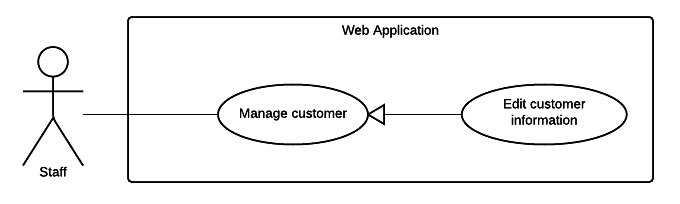 Web Application
Manage customer
Edit customer
information
Staff